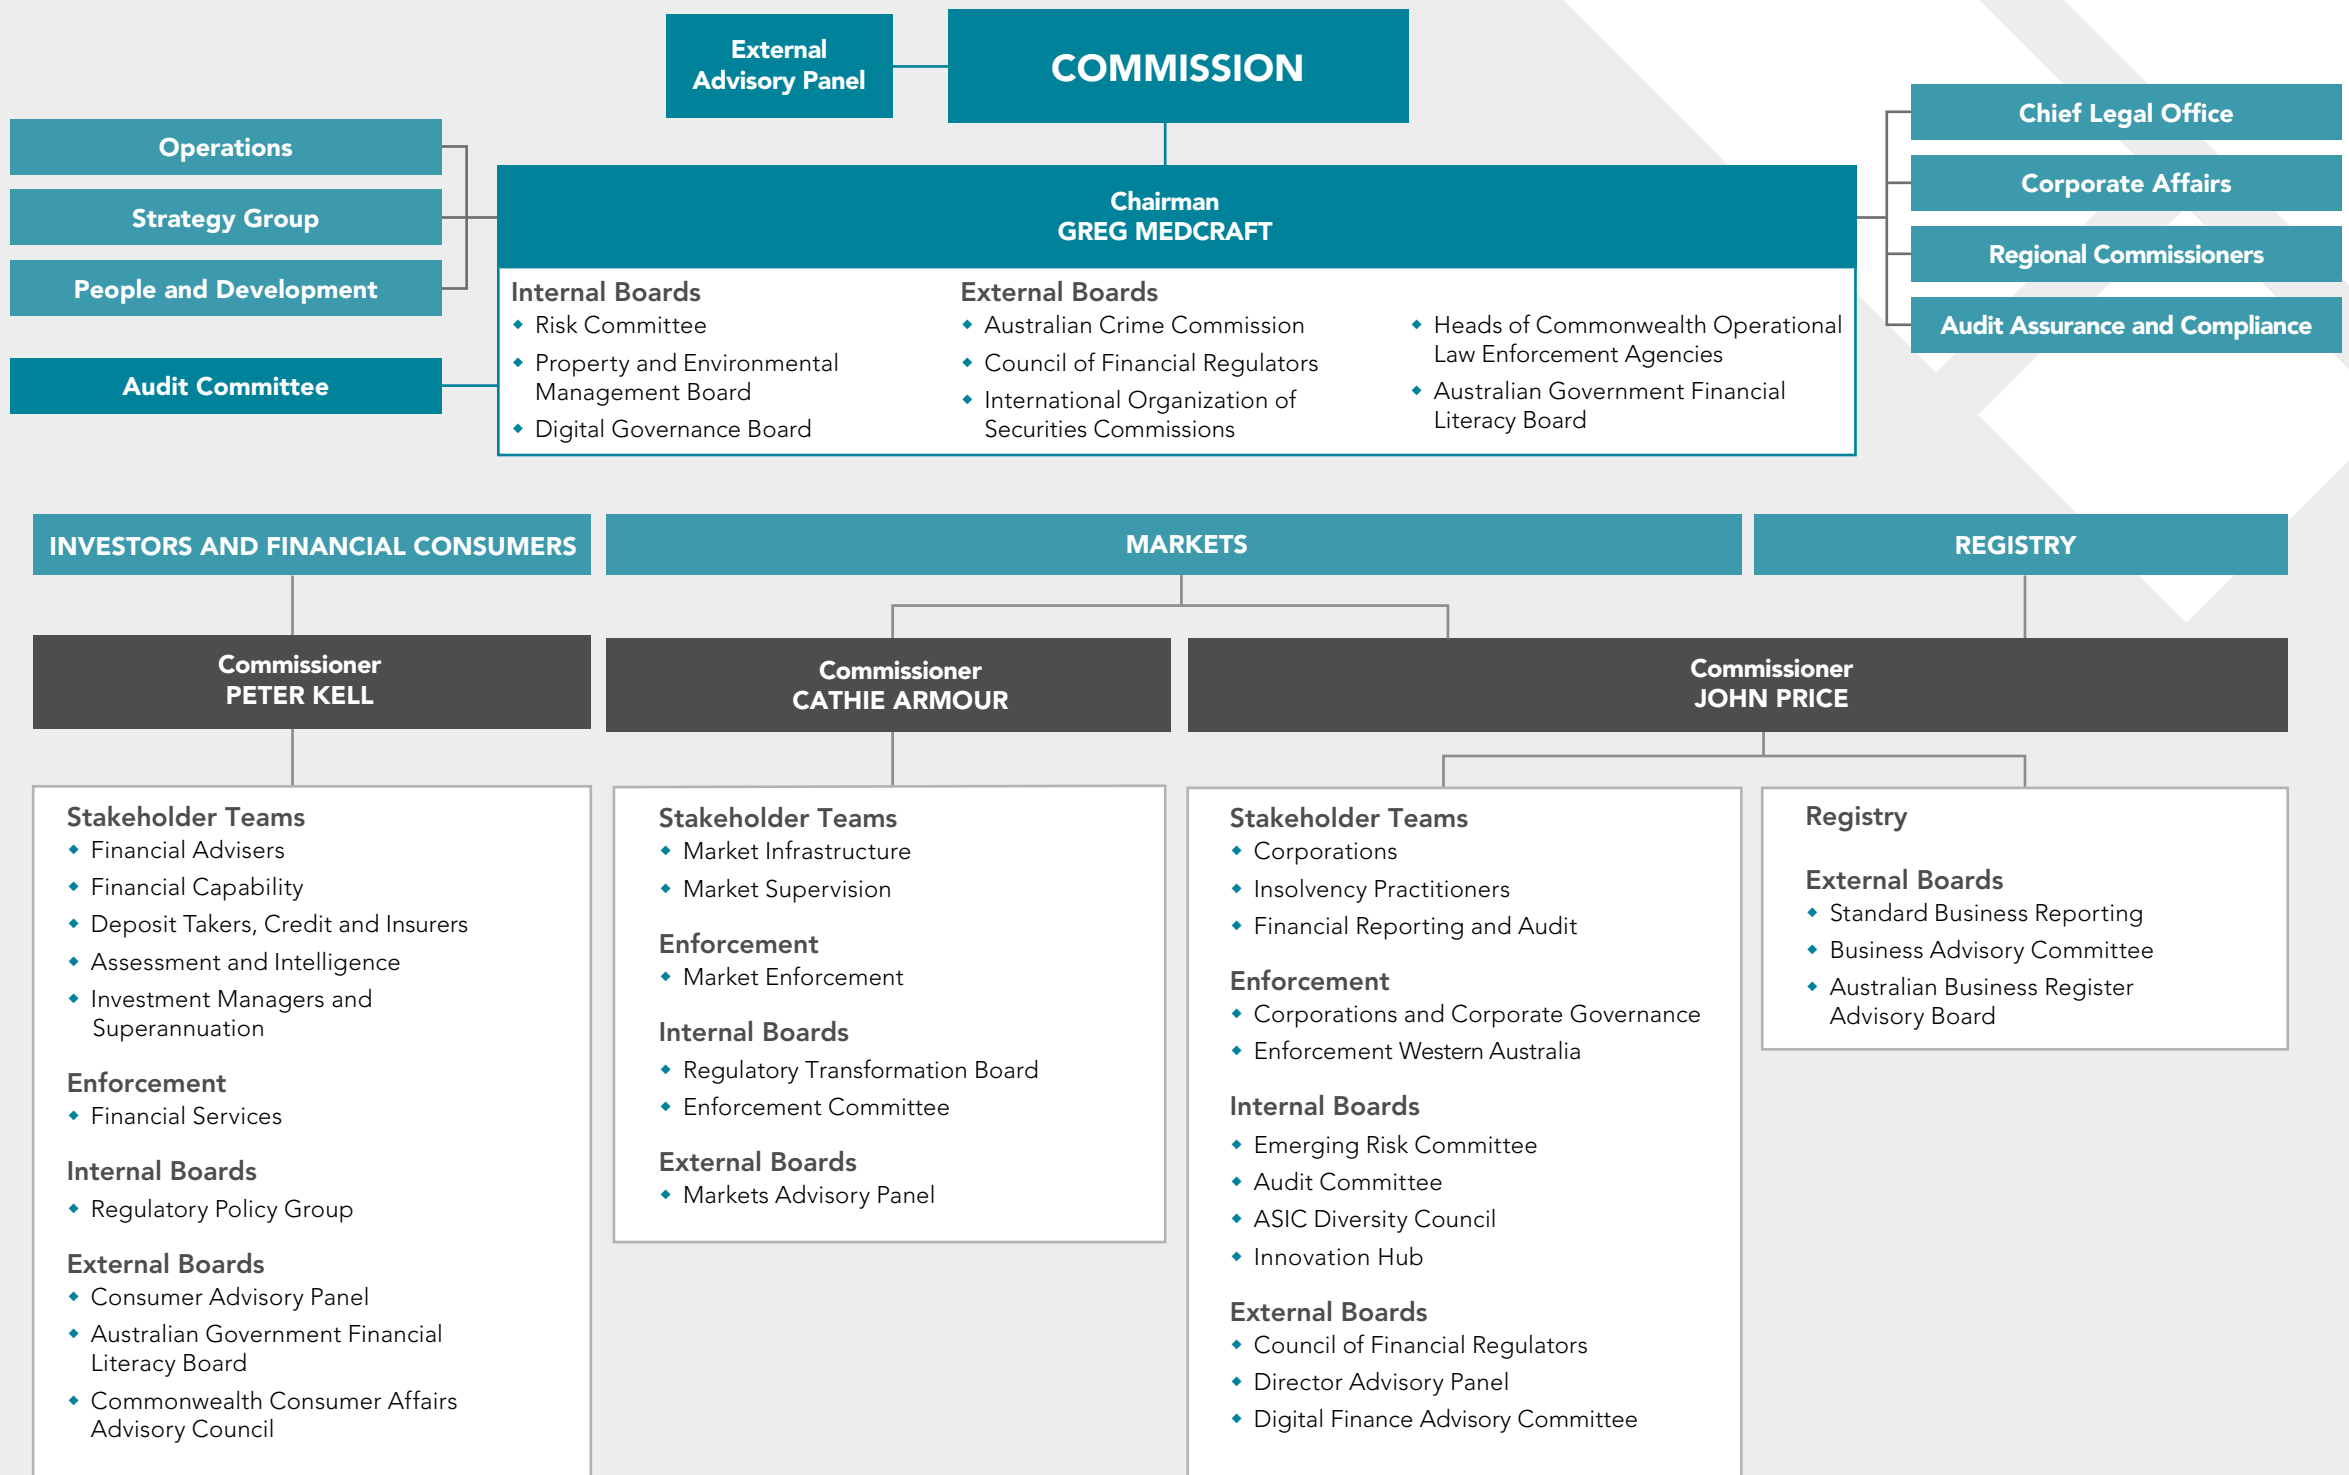 External
Advisory Panel
COMMISSION
Operations
Strategy Group
People and Development
Audit Committee
Chairman
GREG MEDCRAFT
Internal Boards
Risk Committee
Property and Environmental
Management Board
Digital Governance Board
External Boards
Australian Crime Commission
Council of Financial Regulators
International Organization of
Securities Commissions
Heads of Commonwealth Operational
Law Enforcement Agencies
Australian Government Financial
Literacy Board
Chief Legal Office
Corporate Affairs
Regional Commissioners
Audit Assurance and Compliance
INVESTORS AND FINANCIAL CONSUMERS
MARKETS
REGISTRY
Commissioner
PETER KELL
Commissioner
CATHIE ARMOUR
Commissioner
JOHN PRICE
Stakeholder Teams
Financial Advisers
Financial Capability
Deposit Takers, Credit and Insurers
Assessment and Intelligence
Investment Managers and
Superannuation
Enforcement
Financial Services
Internal Boards
Regulatory Policy Group
External Boards
Consumer Advisory Panel
Australian Government Financial
Literacy Board
Commonwealth Consumer Affairs
Advisory Council
Stakeholder Teams
Market Infrastructure
Market Supervision
Enforcement
Market Enforcement
Internal Boards
Regulatory Transformation Board
Enforcement Committee
External Boards
Markets Advisory Panel
Stakeholder Teams
Corporations
Insolvency Practitioners
Financial Reporting and Audit
Enforcement
Corporations and Corporate Governance
Enforcement Western Australia
Internal Boards
Emerging Risk Committee
Audit Committee
ASIC Diversity Council
Innovation Hub
External Boards
Council of Financial Regulators
Director Advisory Panel
Digital Finance Advisory Committee
Registry
External Boards
Standard Business Reporting
Business Advisory Committee
Australian Business Register
Advisory Board